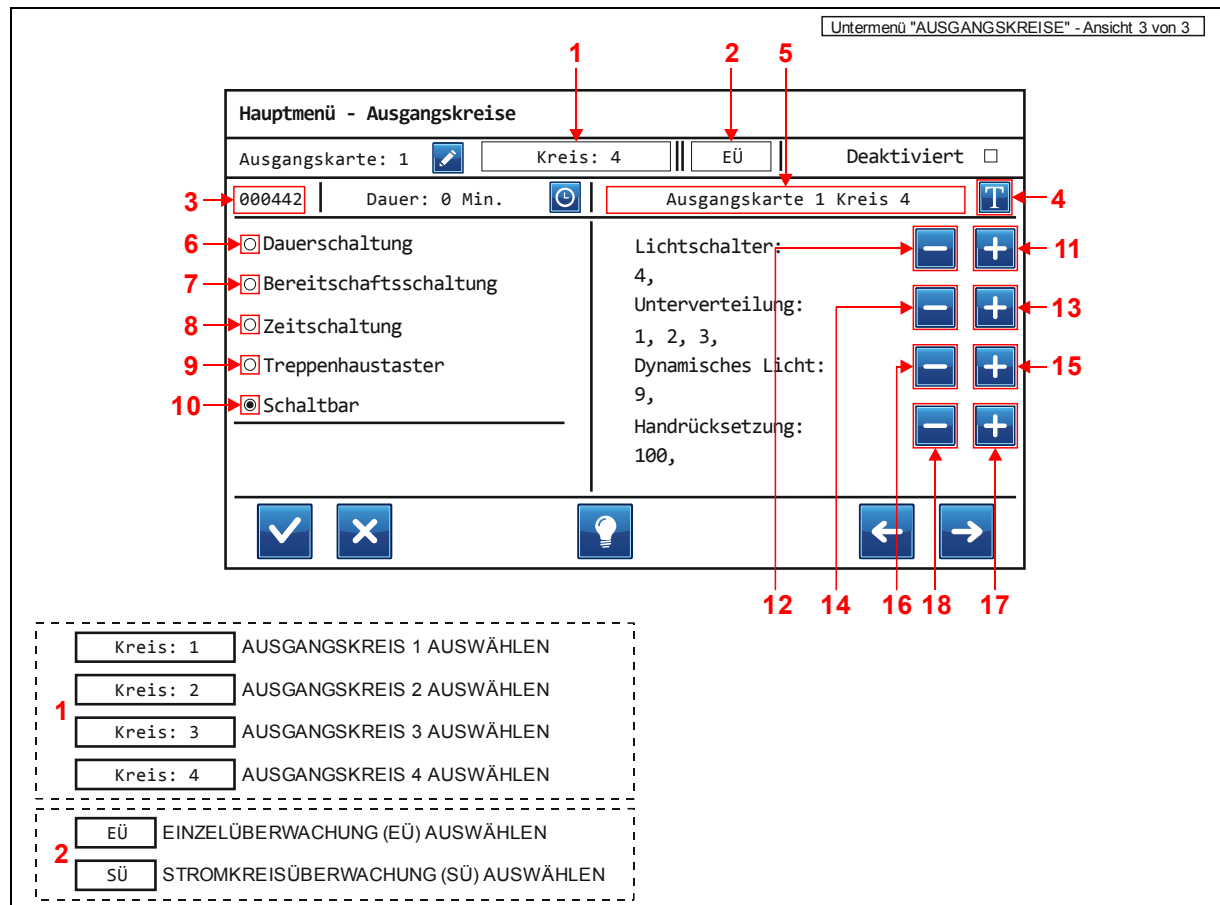 Untermenü "AUSGANGSKREISE" - Ansicht 3 von 3
1 2 5
Hauptmenü - Ausgangskreise
Ausgangskarte: 1 Kreis: 4 EÜ Deaktiviert
3 000442 Dauer: 0 Min. Ausgangskarte 1 Kreis 4 T 4
6 Dauerschaltung Lichtschalter: 11
4,
7 Bereitschaftsschaltung
Unterverteilung: 13
8 Zeitschaltung
1, 2, 3,
9 Treppenhaustaster Dynamisches Licht: 15
9,
10 Schaltbar
Handrücksetzung:
100,
12 14 16 18 17
1
Kreis: 1 AUSGANGSKREIS 1 AUSWÄHLEN
Kreis: 2 AUSGANGSKREIS 2 AUSWÄHLEN
Kreis: 3 AUSGANGSKREIS 3 AUSWÄHLEN
Kreis: 4 AUSGANGSKREIS 4 AUSWÄHLEN
2
EÜ EINZELÜBERWACHUNG (EÜ) AUSWÄHLEN
SÜ STROMKREISÜBERWACHUNG (SÜ) AUSWÄHLEN